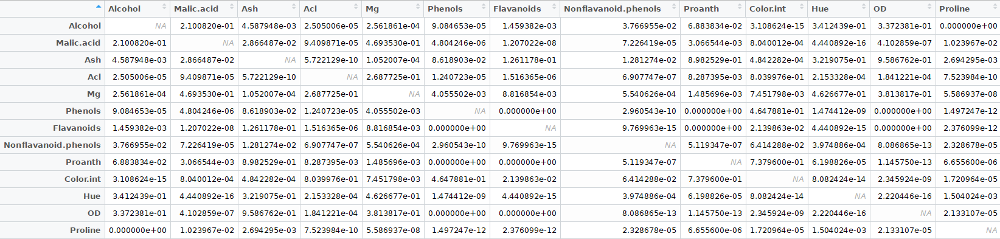 Alcohol Malic.acid Ash Acl Mg Phenols Flavanoids Nonflavanoid.phenols Proanth Color.int Hue OD Proline
Alcohol NA 2.100820e-01 4.587948e-03 2.505006e-05 2.561861e-04 9.084653e-05 1.459382e-03 3.766955e-02 6.883834e-02 3.108624e-15 3.412439e-01 3.372381e-01 0.000000e+00
Malic.acid 2.100820e-01 NA 2.866487e-02 9.409871e-05 4.693530e-01 4.804246e-06 1.207022e-08 7.226419e-05 3.066544e-03 8.040012e-04 4.440892e-16 4.102859e-07 1.023967e-02
Ash 4.587948e-03 2.866487e-02 NA 5.722129e-10 1.052007e-04 8.618903e-02 1.261178e-01 1.281274e-02 8.982529e-01 4.842282e-04 3.219075e-01 9.586762e-01 2.694295e-03
Acl 2.505006e-05 9.409871e-05 5.722129e-10 NA 2.687725e-01 1.240723e-05 1.516365e-06 6.907747e-07 8.287395e-03 8.039976e-01 2.153328e-04 1.841221e-04 7.523984e-10
Mg 2.561861e-04 4.693530e-01 1.052007e-04 2.687725e-01 NA 4.055502e-03 8.816854e-03 5.540626e-04 1.485696e-03 7.451798e-03 4.626677e-01 3.813817e-01 5.586937e-08
Phenols 9.084653e-05 4.804246e-06 8.618903e-02 1.240723e-05 4.055502e-03 NA 0.000000e+00 2.960543e-10 0.000000e+00 4.647881e-01 1.474412e-09 0.000000e+00 1.497247e-12
Flavanoids 1.459382e-03 1.207022e-08 1.261178e-01 1.516365e-06 8.816854e-03 0.000000e+00 NA 9.769963e-15 0.000000e+00 2.139863e-02 4.440892e-15 0.000000e+00 2.376099e-12
Nonflavanoid.phenols 3.766955e-02 7.226419e-05 1.281274e-02 6.907747e-07 5.540626e-04 2.960543e-10 9.769963e-15 NA 5.119347e-07 6.414288e-02 3.974886e-04 8.086865e-13 2.328678e-05
Proanth 6.883834e-02 3.066544e-03 8.982529e-01 8.287395e-03 1.485696e-03 0.000000e+00 0.000000e+00 5.119347e-07 NA 7.379600e-01 6.198826e-05 1.145750e-13 6.655600e-06
Color.int 3.108624e-15 8.040012e-04 4.842282e-04 8.039976e-01 7.451798e-03 4.647881e-01 2.139863e-02 6.414288e-02 7.379600e-01 NA 8.082424e-14 2.345924e-09 1.720964e-05
Hue 3.412439e-01 4.440892e-16 3.219075e-01 2.153328e-04 4.626677e-01 1.474412e-09 4.440892e-15 3.974886e-04 6.198826e-05 8.082424e-14 NA 2.220446e-16 1.504024e-03
OD 3.372381e-01 4.102859e-07 9.586762e-01 1.841221e-04 3.813817e-01 0.000000e+00 0.000000e+00 8.086865e-13 1.145750e-13 2.345924e-09 2.220446e-16 NA 2.133107e-05
Proline 0.000000e+00 1.023967e-02 2.694295e-03 7.523984e-10 5.586937e-08 1.497247e-12 2.376099e-12 2.328678e-05 6.655600e-06 1.720964e-05 1.504024e-03 2.133107e-05 NA